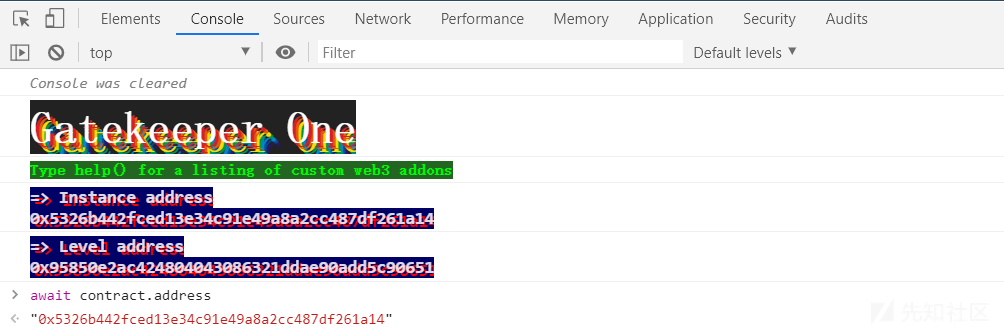 Elements Console Sources Network Performance Memory Application Security Audits
top Filter Default levels
Console was cleared
Gatekeeper One
Type help() for a listing of custom web3 addons
=> Instance address
0x5326b442fced13e34c91e49a8a2cc487df261a14
=> Level address
0x95850e2ac424804043086321ddae90add5c90651
> await contract.address
"0x5326b442fced13e34c91e49a8a2cc487df261a14"
先知社区